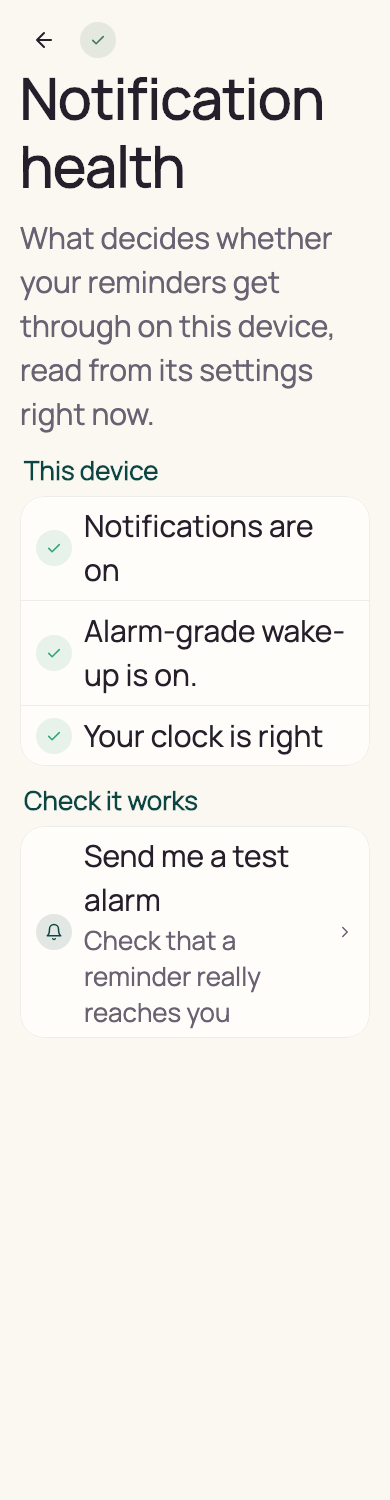 Notification
health
What decides whether
your reminders get
through on this device,
read from its settings
right now.
This device
Notifications are
on
Alarm-grade wake-
up is on.
Your clock is right
Check it works
Send me a test
alarm
Check that a
reminder really
reaches you